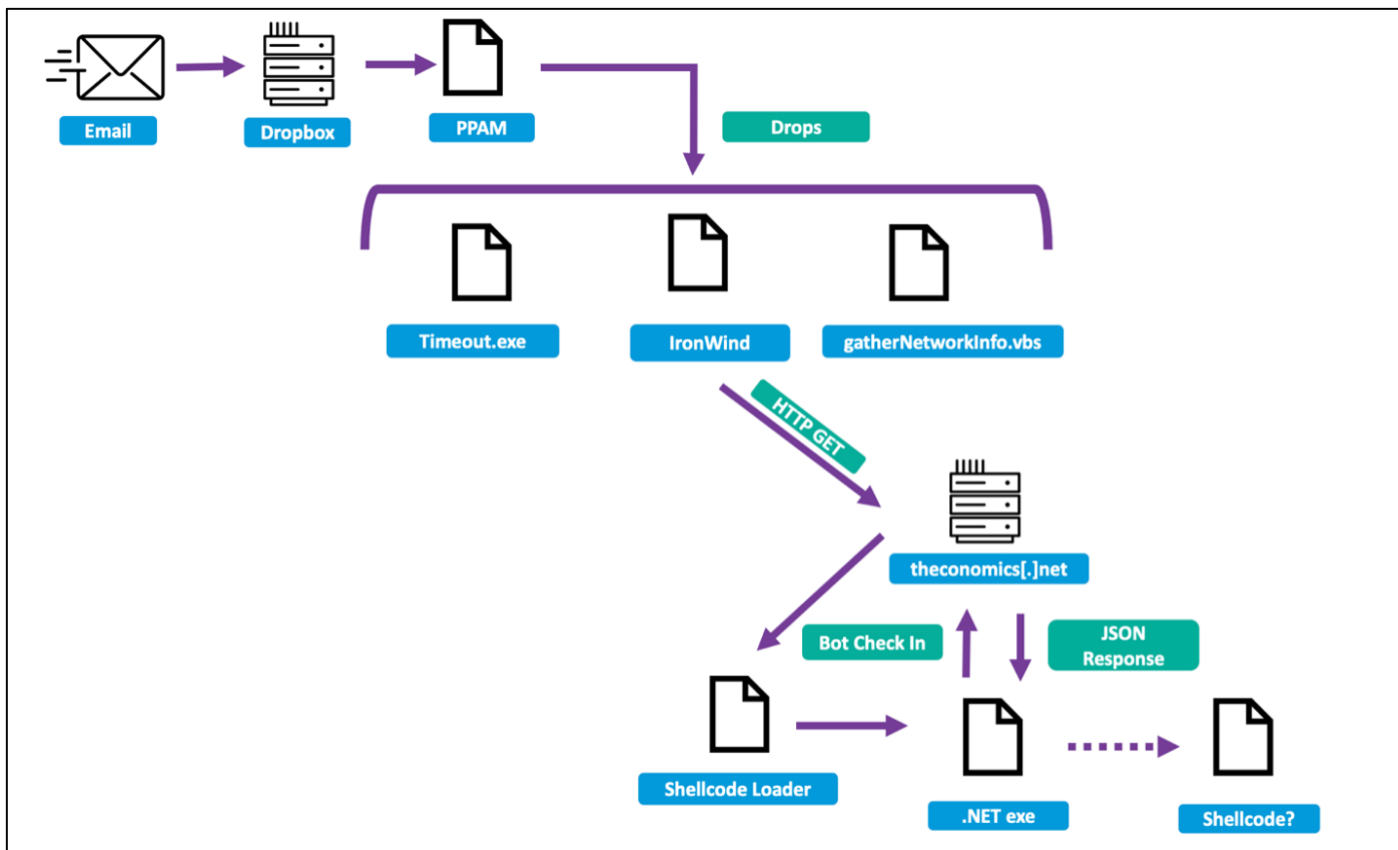 Email
Dropbox
PPAM
Drops
Timeout.exe
IronWind
gatherNetworkInfo.vbs
HTTP GET
theconomics[.]net
Bot Check In
JSON
Response
Shellcode Loader
.NET exe
Shellcode?